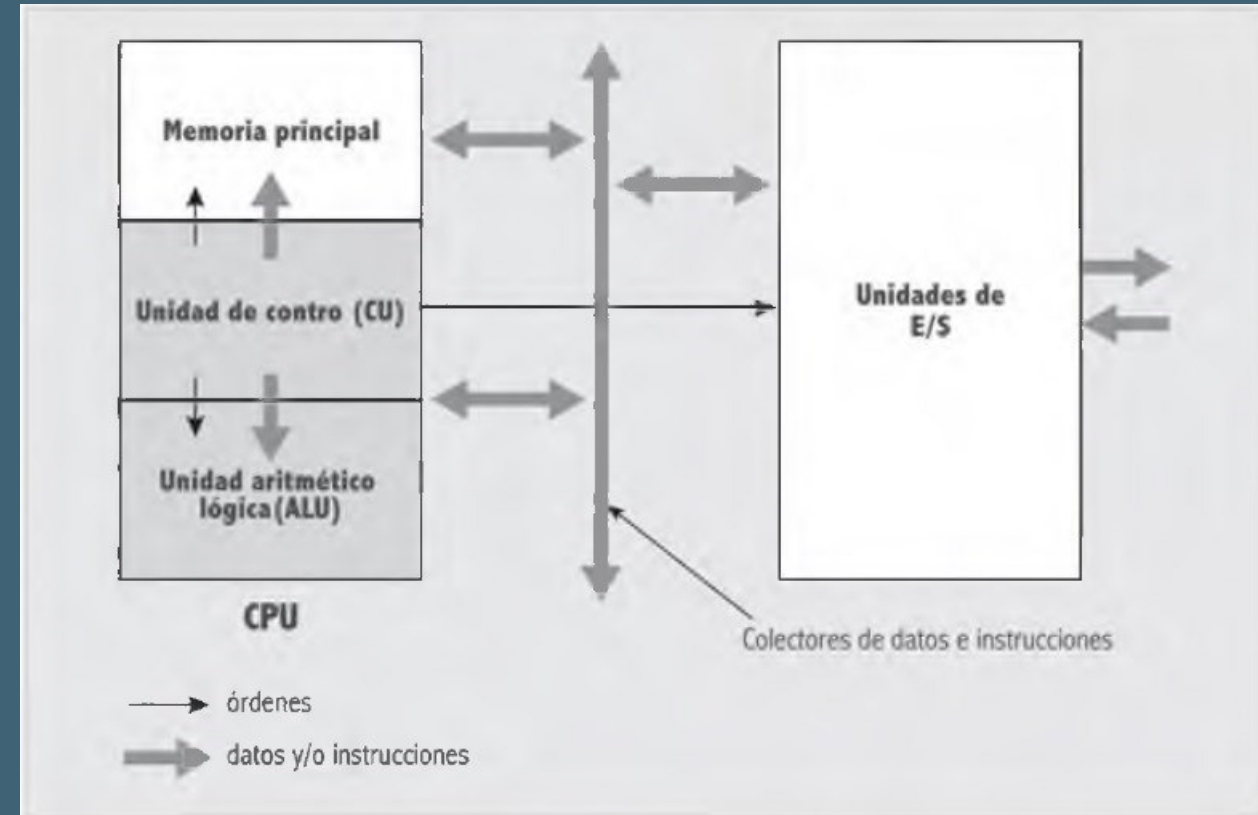 Memoria principal
Unidad de contro (CU)
Unidad aritmético
lógica(ALU)
CPU
Unidades de
E/S
Colectores de datos e instrucciones
órdenes
datos y/o instrucciones